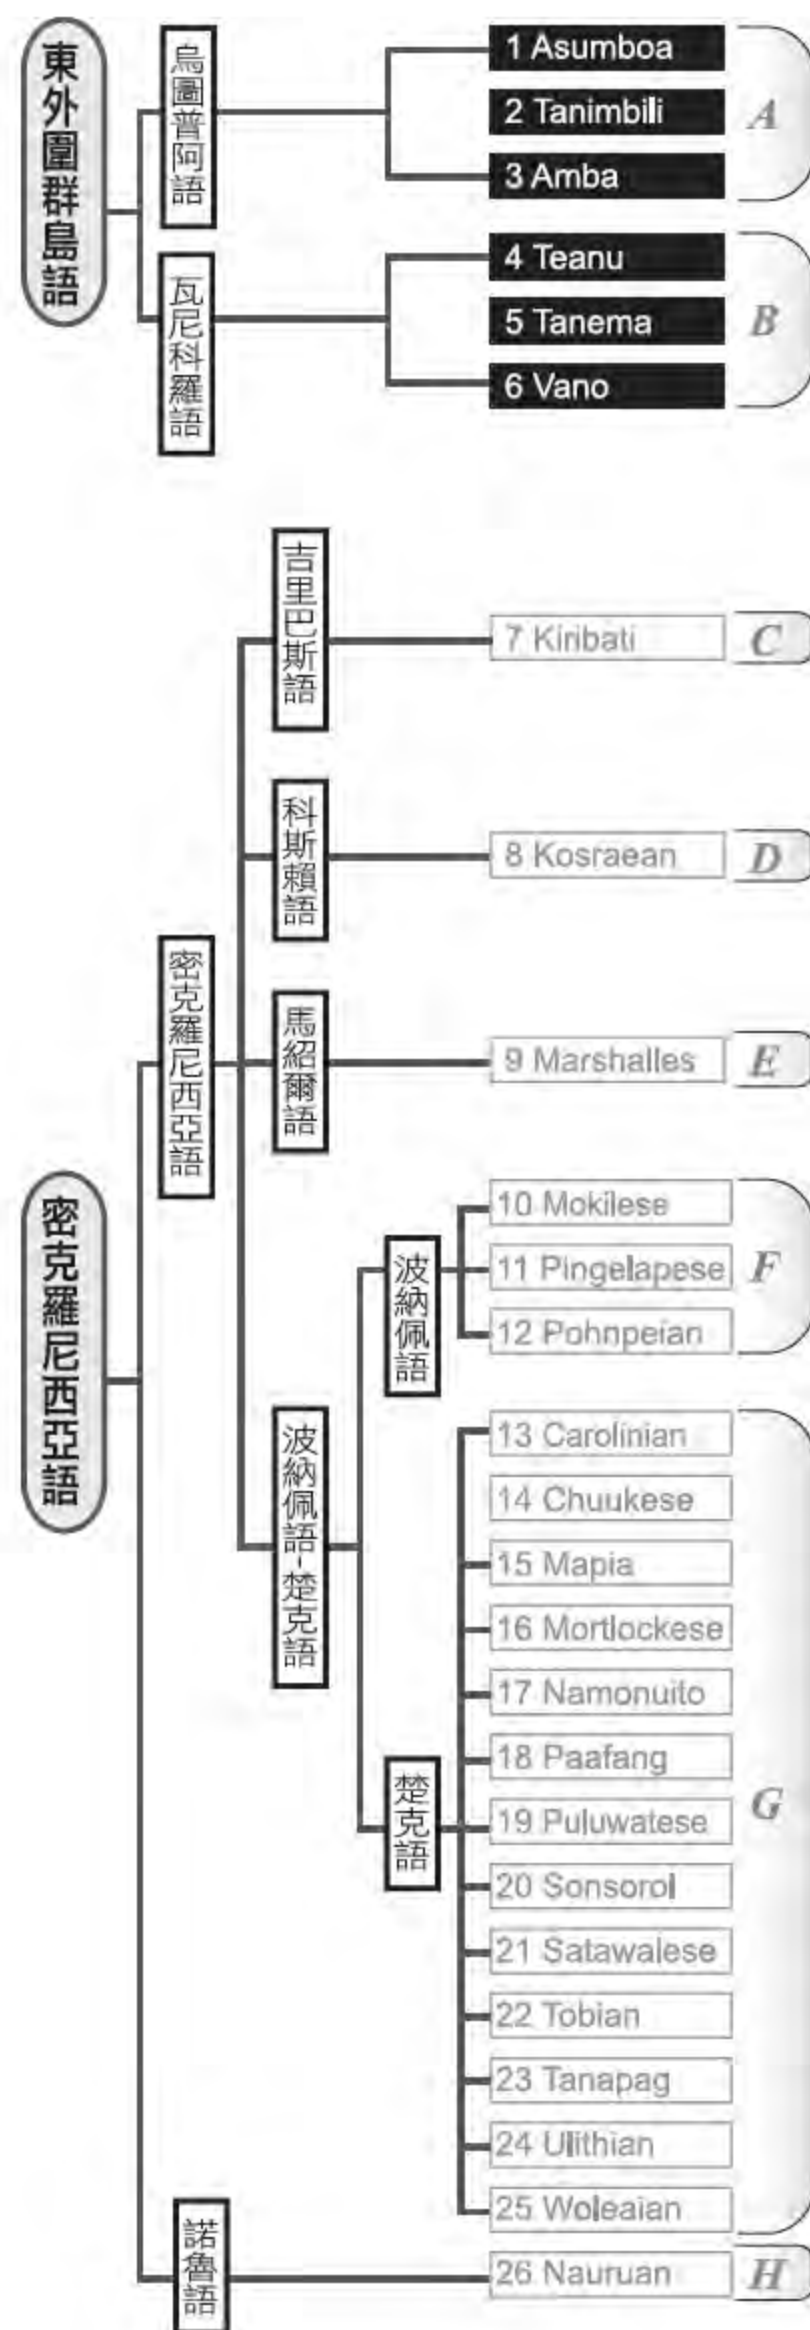 東外圍群島語
烏圖普阿語
1 Asumboa
2 Tanimbili
3 Amba
A
瓦尼科羅語
4 Teanu
5 Tanema
6 Vano
B
密克羅尼西亞語
密克羅尼西亞語
吉里巴斯語
7 Kiribati
C
科斯賴語
8 Kosraean
D
馬紹爾語
9 Marshalles
E
波納佩語-楚克語
波納佩語
10 Mokilese
11 Pingelapese
12 Pohnpeian
F
楚克語
13 Carolinian
14 Chuukese
15 Mapia
16 Mortlockese
17 Namonuito
18 Paafang
19 Puluwatese
20 Sonsorol
21 Satawalese
22 Tobian
23 Tanapag
24 Ulithian
25 Woleaian
G
諾魯語
26 Nauruan
H